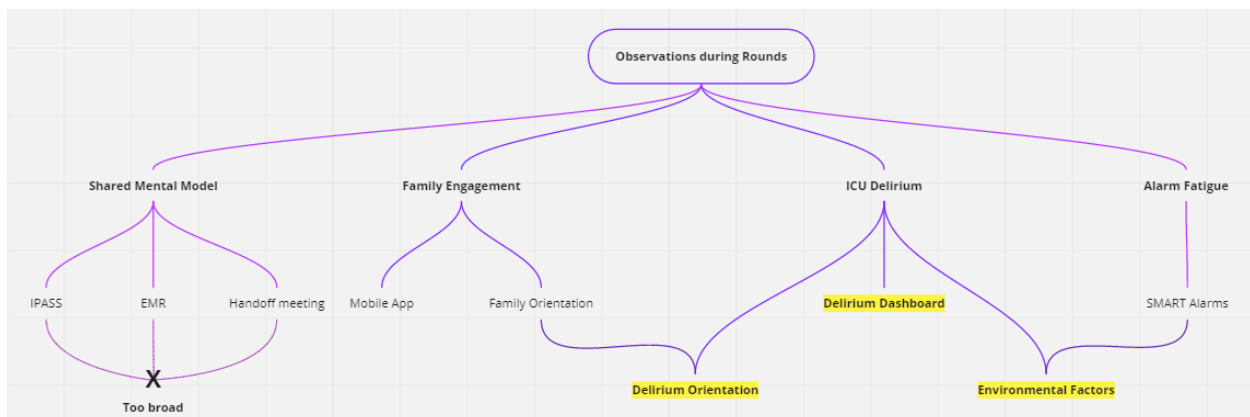 Observations during Rounds
Shared Mental Model
Family Engagement
ICU Delirium
Alarm Fatigue
IPASS
EMR
Handoff meeting
Mobile App
Family Orientation
Delirium Dashboard
SMART Alarms
X
Delirium Orientation
Environmental Factors
Too broad